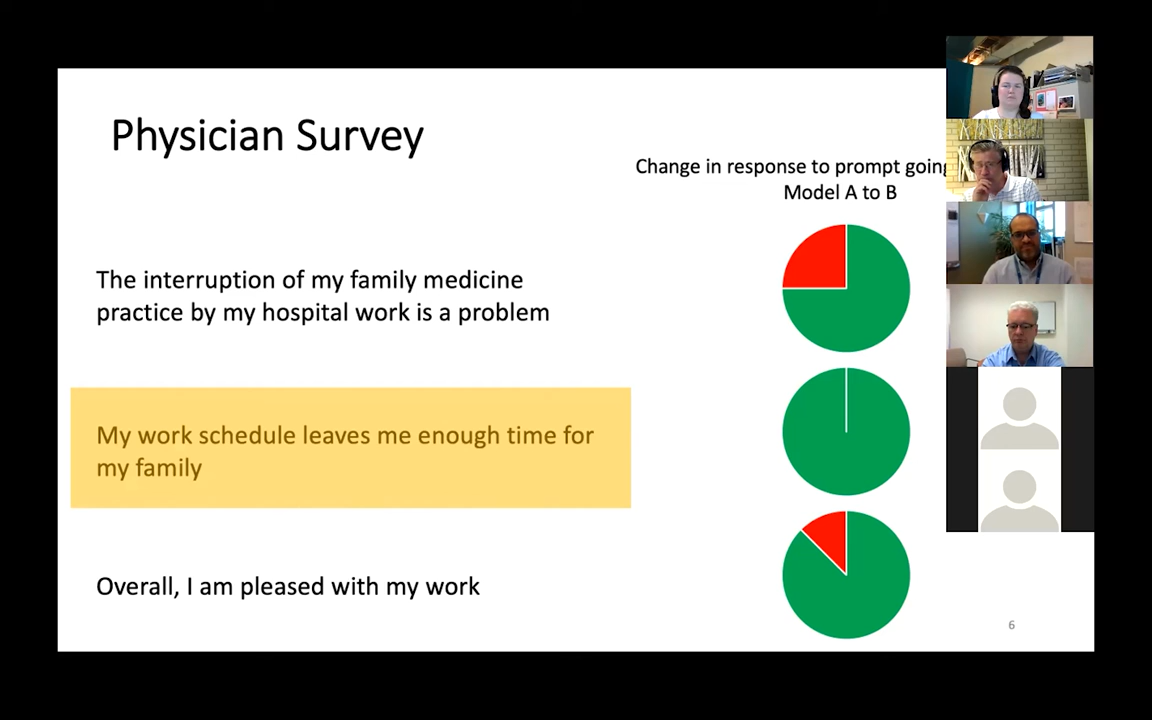 Physician Survey
Change in response to prompt going
Model A to B
The interruption of my family medicine
practice by my hospital work is a problem
My work schedule leaves me enough time for
my family
Overall, I am pleased with my work
6